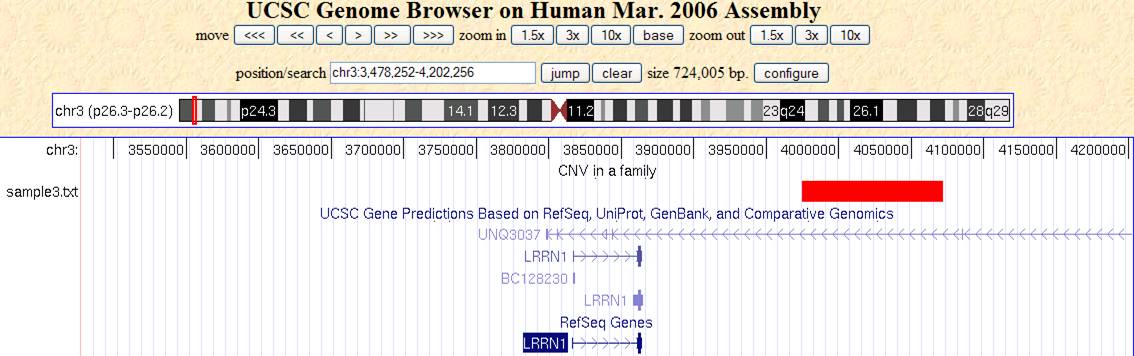 UCSC Genome Browser on Human Mar. 2006 Assembly
move <<< << < > >> >>> zoom in 1.5x 3x 10x base zoom out 1.5x 3x 10x
position/search chr3:3,478,252-4,202,256 jump clear size 724,005 bp. configure
chr3 (p26.3-p26.2) p24.3 14.1 12.3 11.2 23 q24 26.1 28 q29
chr3: 3550000 3600000 3650000 3700000 3750000 3800000 3850000 3900000 3950000 4000000 4050000 4100000 4150000 4200000
CNV in a family
sample3.txt
UCSC Gene Predictions Based on RefSeq, UniProt, GenBank, and Comparative Genomics
UNQ3037
LRRN1
BC128230
LRRN1
RefSeq Genes
LRRN1